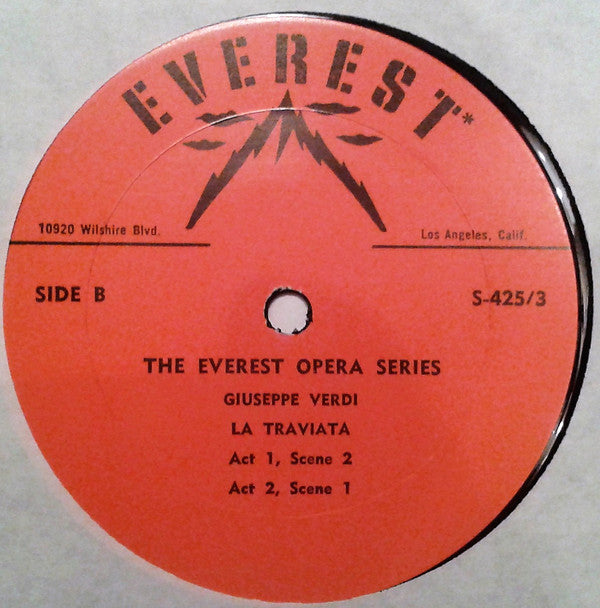 EVEREST*
10920 Wilshire Blvd.
Los Angeles, Calif.
SIDE B
S-425/3
THE EVEREST OPERA SERIES
GIUSEPPE VERDI
LA TRAVIATA
Act 1, Scene 2
Act 2, Scene 1